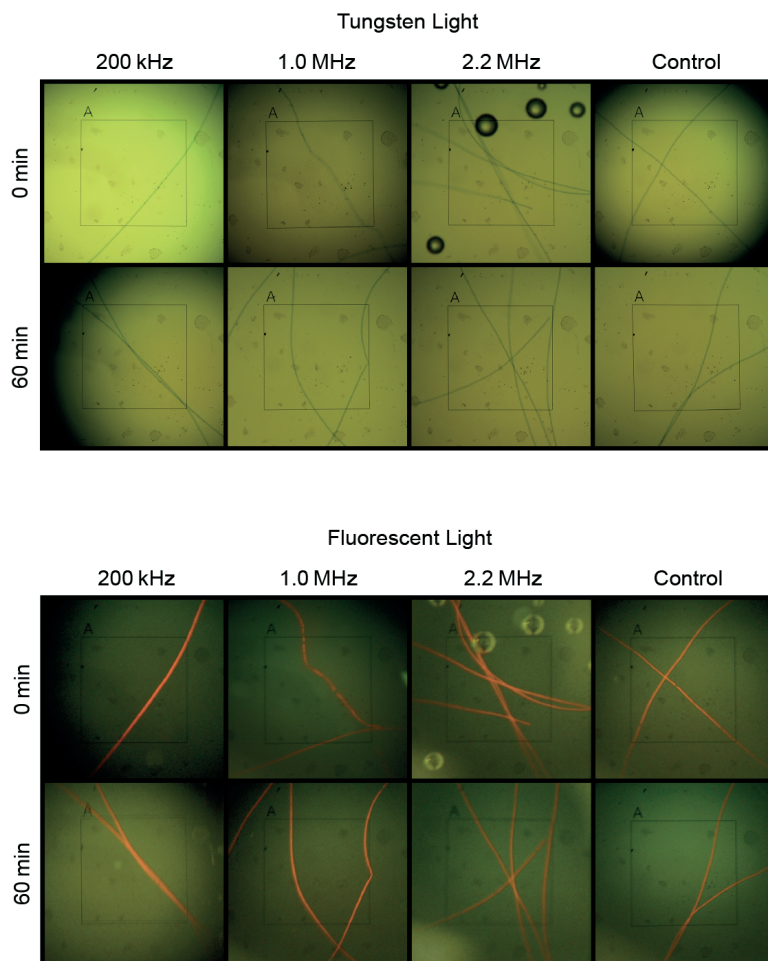 Tungsten Light
200 kHz 1.0 MHz 2.2 MHz Control
0 min
A A A A
60 min
A A A A
Fluorescent Light
200 kHz 1.0 MHz 2.2 MHz Control
0 min
A A A A
60 min
A A A A